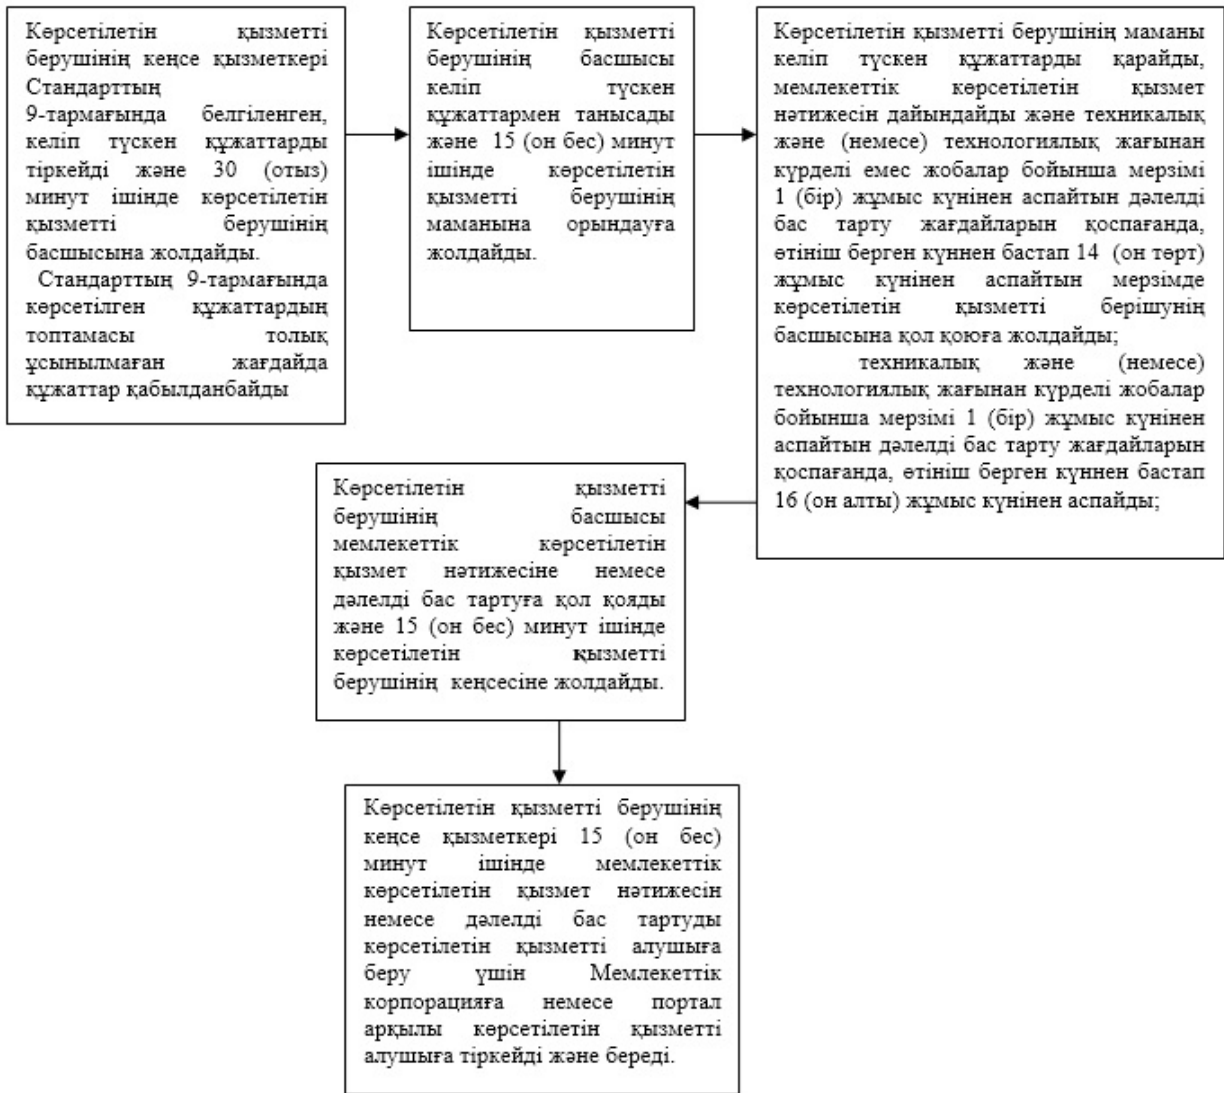 Көрсетілетін қызметті
берушінің кеңсе қызметкері
Стандарттың
9-тармағында белгіленген,
келіп түскен құжаттарды
тіркейді және 30 (отыз)
минут ішінде көрсетілетін
қызметті берушінің
басшысына жолдайды.
Стандарттың 9-тармағында
көрсетілген құжаттардың
топтамасы толық
ұсынылмаған жағдайда
құжаттар қабылданбайды
Көрсетілетін қызметті
берушінің басшысы
келіп түскен
құжаттармен танысады
және 15 (он бес) минут
ішінде көрсетілетін
қызметті берушінің
маманына орындауға
жолдайды.
Көрсетілетін қызметті берушінің маманы
келіп түскен құжаттарды қарайды,
мемлекеттік көрсетілетін қызмет
нәтижесін дайындайды және техникалық
және (немесе) технологиялық жағынан
күрделі емес жобалар бойынша мерзімі
1 (бір) жұмыс күнінен аспайтын дәлелді
бас тарту жағдайларын қоспағанда,
өтініш берген күннен бастап 14 (он төрт)
жұмыс күнінен аспайтын мерзімде
көрсетілетін қызметті берішунің
басшысына қол қоюға жолдайды;
техникалық және (немесе)
технологиялық жағынан күрделі жобалар
бойынша мерзімі 1 (бір) жұмыс күнінен
аспайтын дәлелді бас тарту жағдайларын
қоспағанда, өтініш берген күннен бастап
16 (он алты) жұмыс күнінен аспайды;
Көрсетілетін қызметті
берушінің басшысы
мемлекеттік көрсетілетін
қызмет нәтижесіне немесе
дәлелді бас тартуға қол қояды
және 15 (он бес) минут ішінде
көрсетілетін қызметті
берушінің кеңсесіне жолдайды.
Көрсетілетін қызметті берушінің
кеңсе қызметкері 15 (он бес)
минут ішінде мемлекеттік
көрсетілетін қызмет нәтижесін
немесе дәлелді бас тартуды
көрсетілетін қызметті алушыға
беру үшін Мемлекеттік
корпорацияға немесе портал
арқылы көрсетілетін қызметті
алушыға тіркейді және береді.